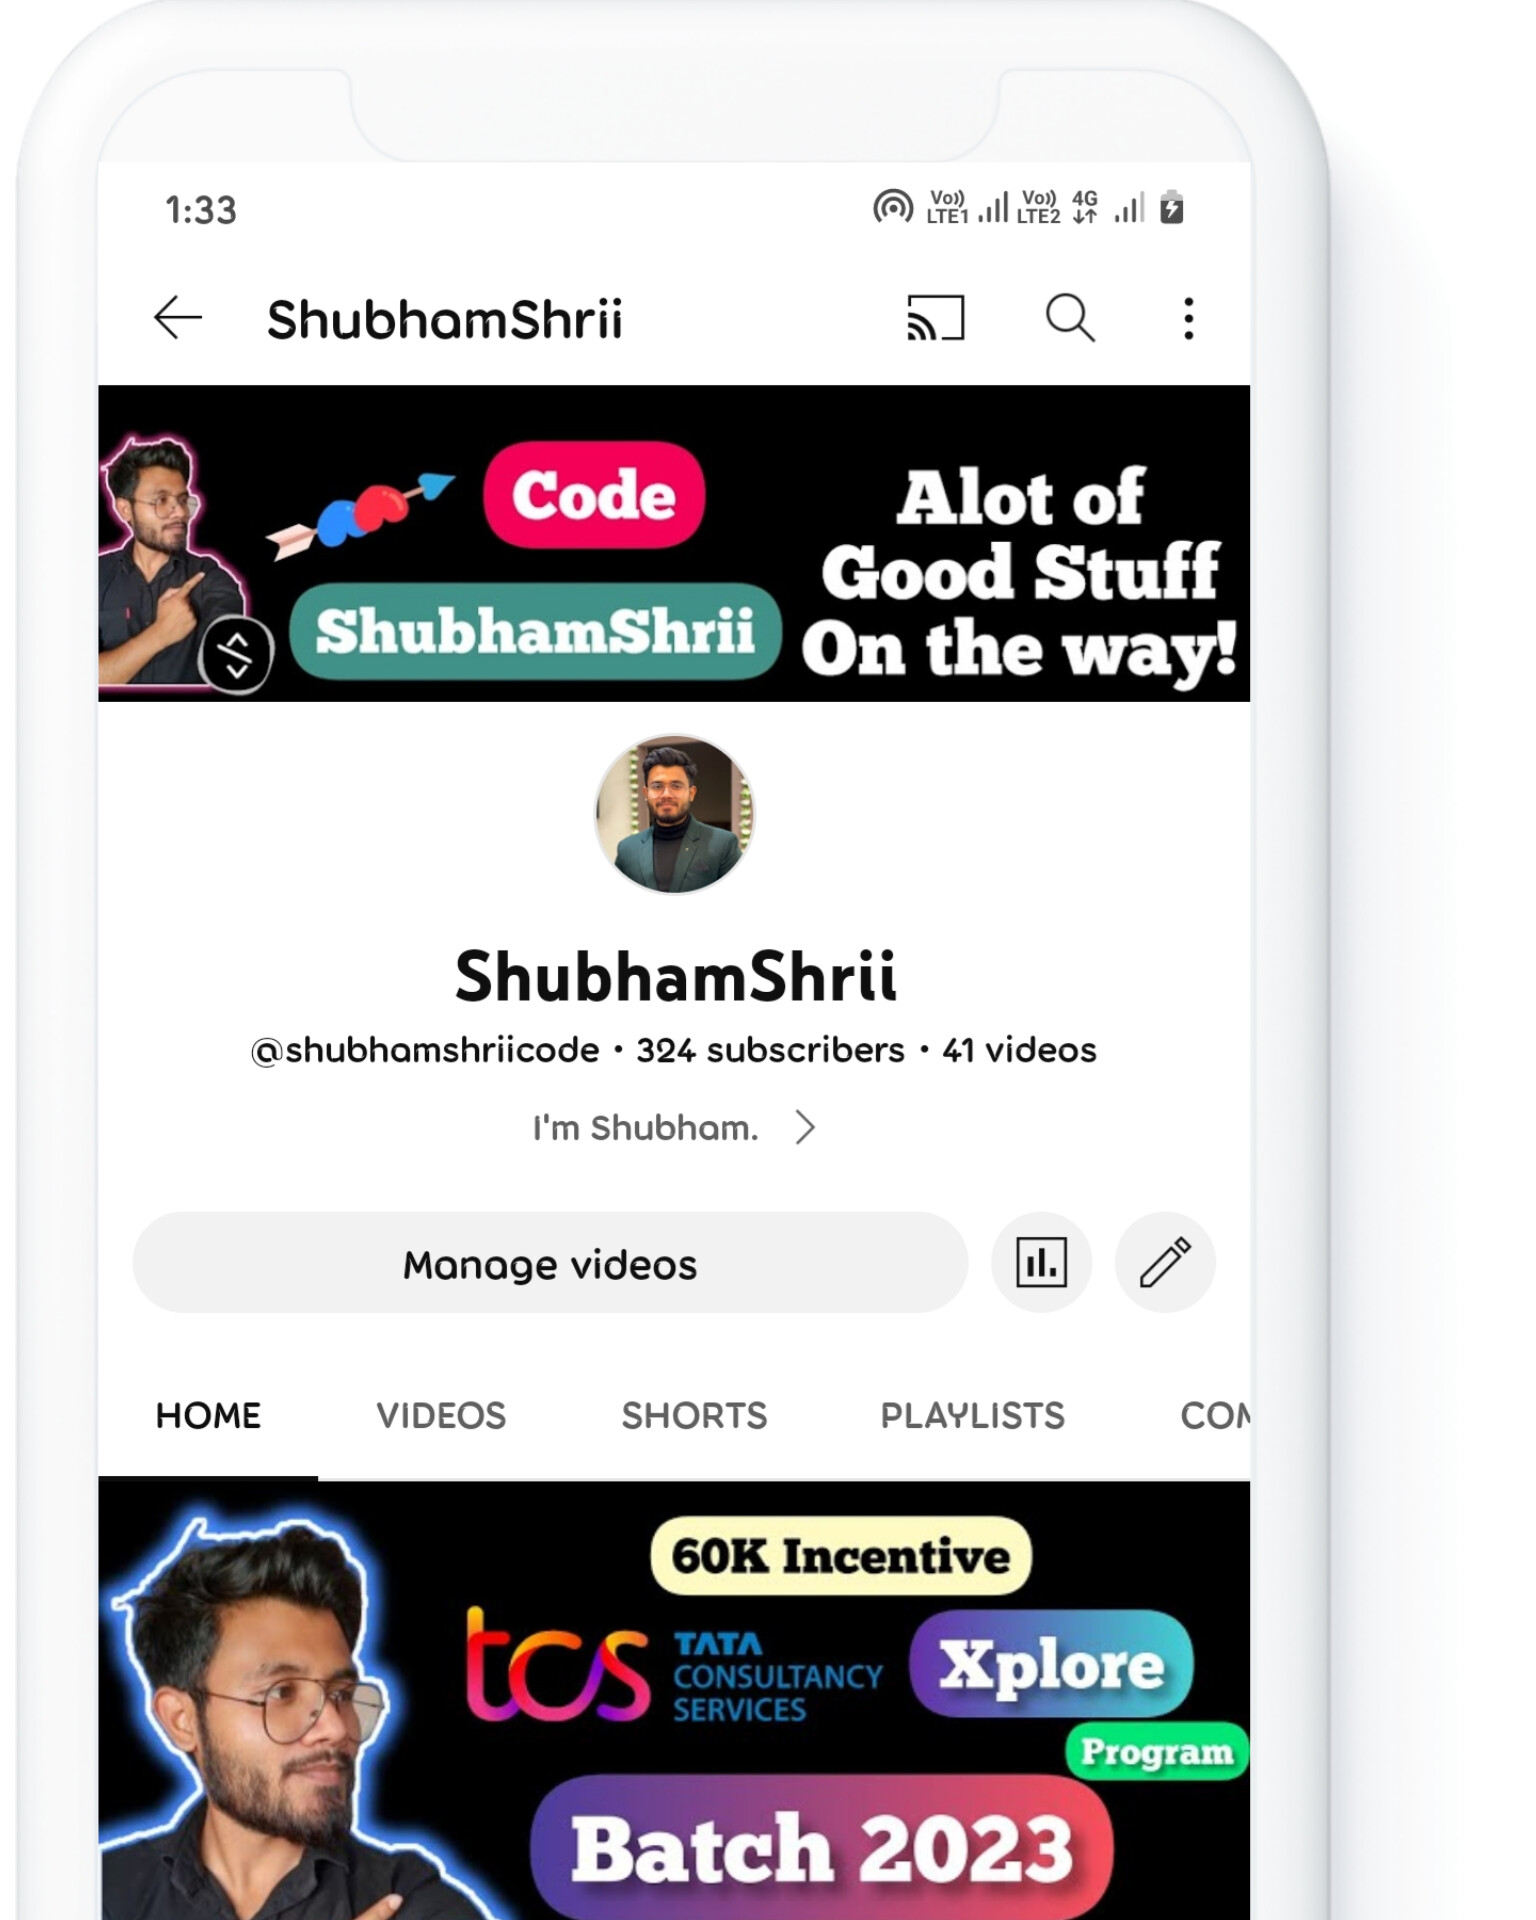 1:33
Vo)) LTE1 Vo)) LTE2 4G
ShubhamShrii
Code
ShubhamShrii
Alot of
Good Stuff
On the way!
ShubhamShrii
@shubhamshriicode • 324 subscribers • 41 videos
I'm Shubham.
Manage videos
HOME VIDEOS SHORTS PLAYLISTS COM
60K Incentive
tcs TATA
CONSULTANCY
SERVICES
Xplore
Program
Batch 2023